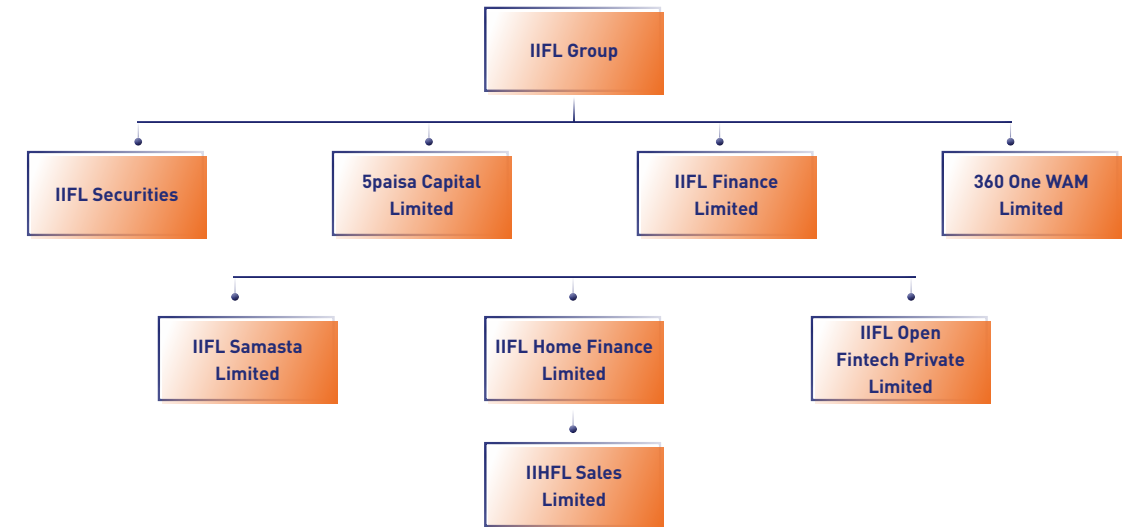 IIFL Group
IIFL Securities
5paisa Capital
Limited
IIFL Finance
Limited
360 One WAM
Limited
IIFL Samasta
Limited
IIFL Home Finance
Limited
IIFL Open
Fintech Private
Limited
IIHFL Sales
Limited